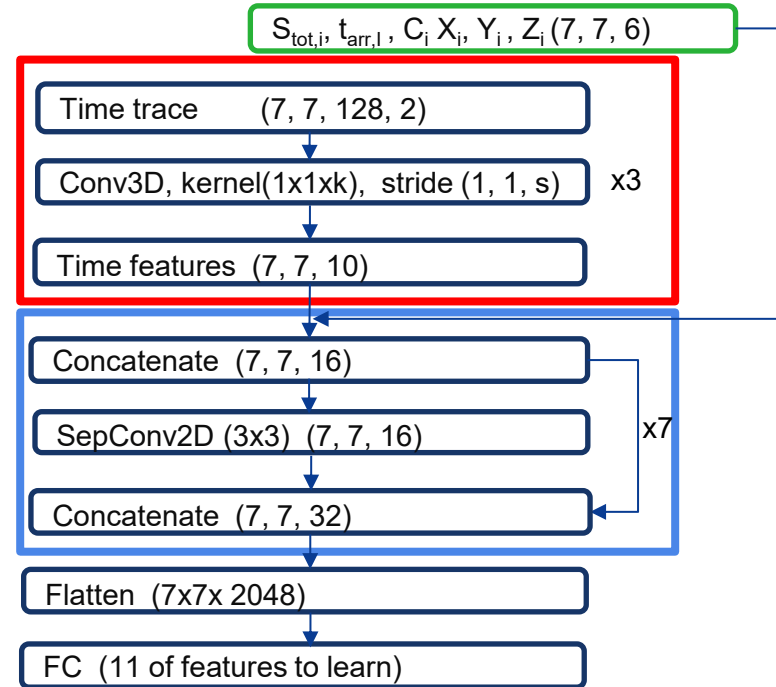 S_tot,i, t_arr,I , C_i X_i, Y_i , Z_i (7, 7, 6)
Time trace (7, 7, 128, 2)
Conv3D, kernel(1x1xk), stride (1, 1, s)
x3
Time features (7, 7, 10)
Concatenate (7, 7, 16)
SepConv2D (3x3) (7, 7, 16)
x7
Concatenate (7, 7, 32)
Flatten (7x7x 2048)
FC (11 of features to learn)